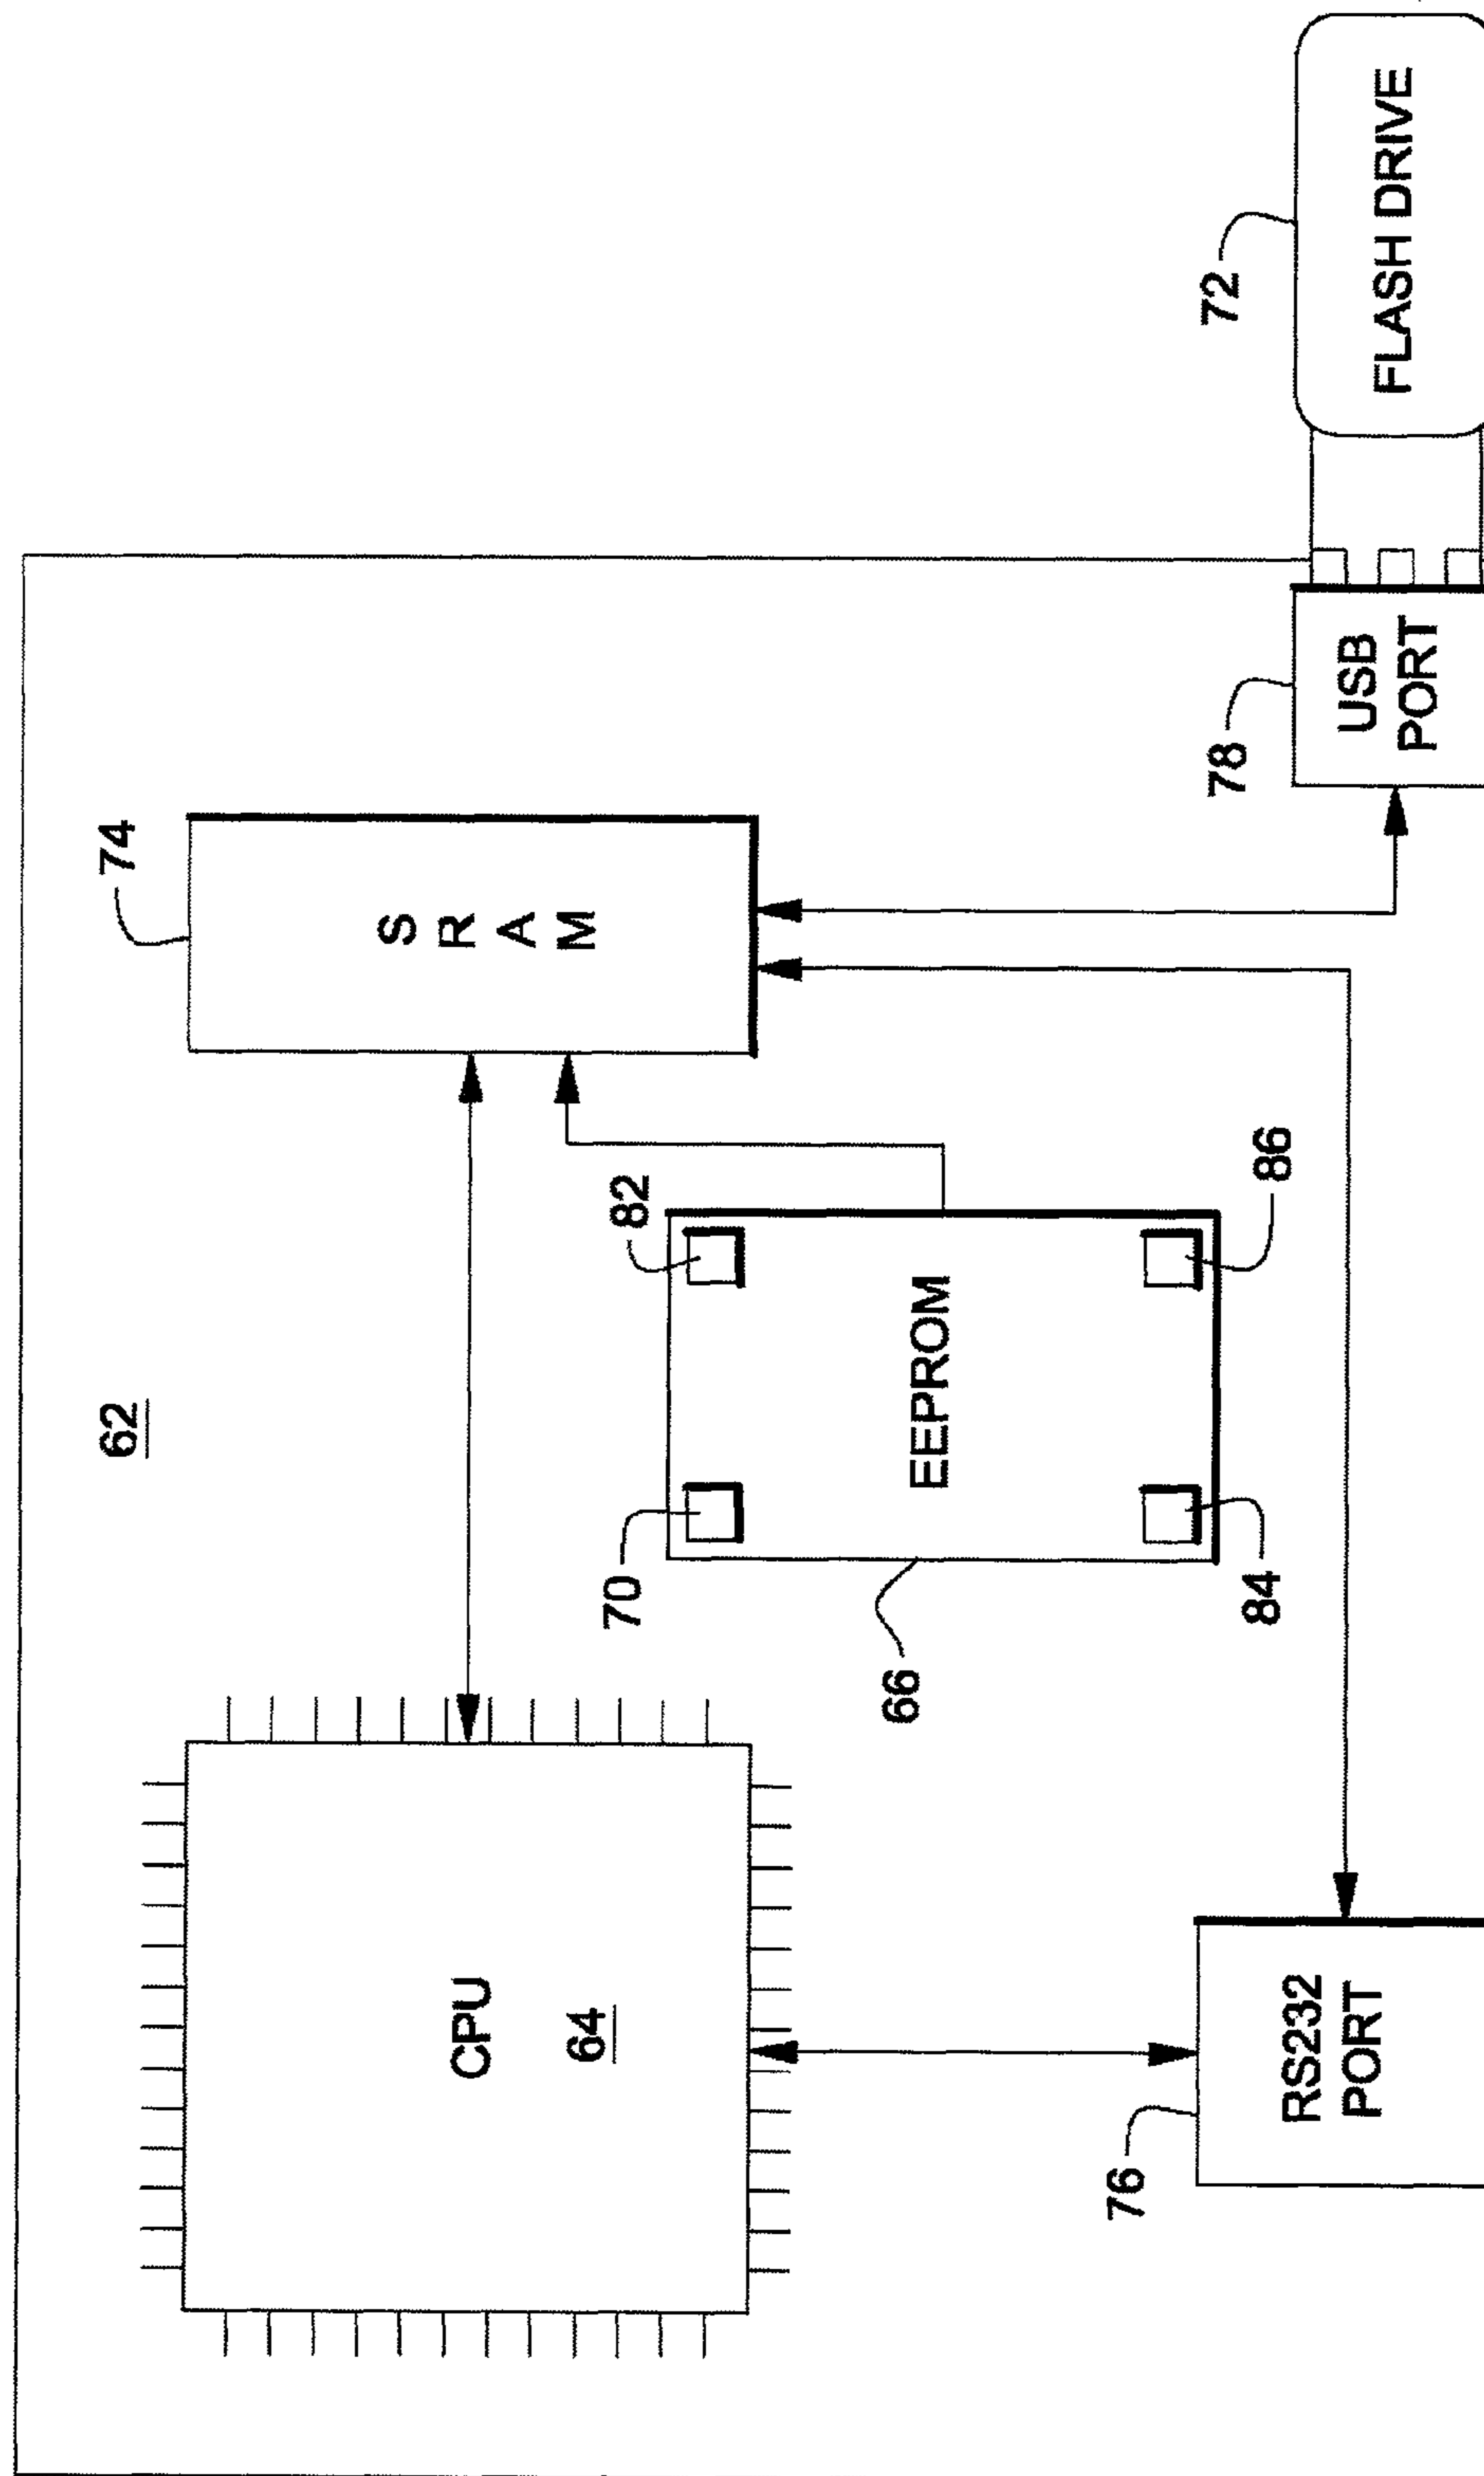 62
CPU
64
74
S
R
A
M
70
82
66
EEPROM
84
86
76
RS232
PORT
78
USB
PORT
72
FLASH DRIVE